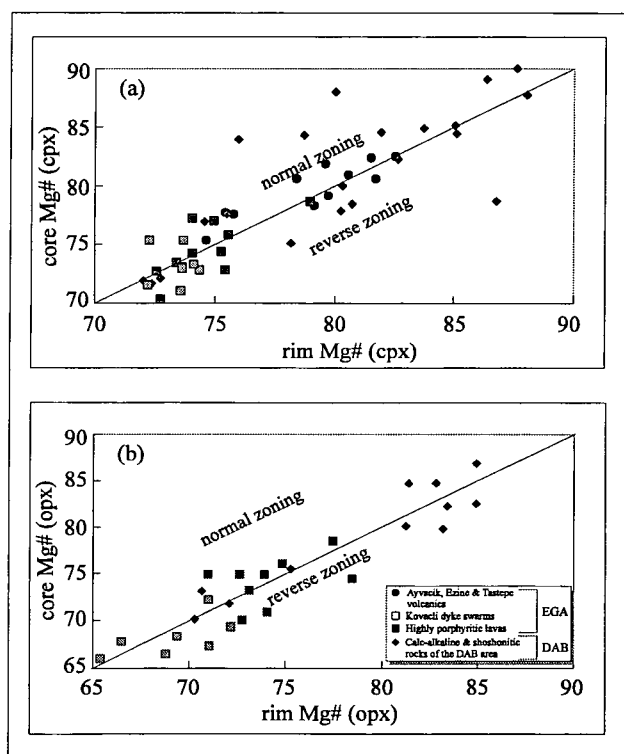 (a)
core Mg# (cpx)
90
85
80
75
70
normal zoning
reverse zoning
70 75 80 85 90
rim Mg# (cpx)
(b)
core Mg# (opx)
90
85
80
75
70
65
normal zoning
reverse zoning
Ayvacik, Ezine & Tastepe
volcanics
Kovacli dyke swarms
Highly porphyritic lavas
EGA
Calc-alkaline & shoshonitic
rocks of the DAB area
DAB
65 70 75 80 85 90
rim Mg# (opx)